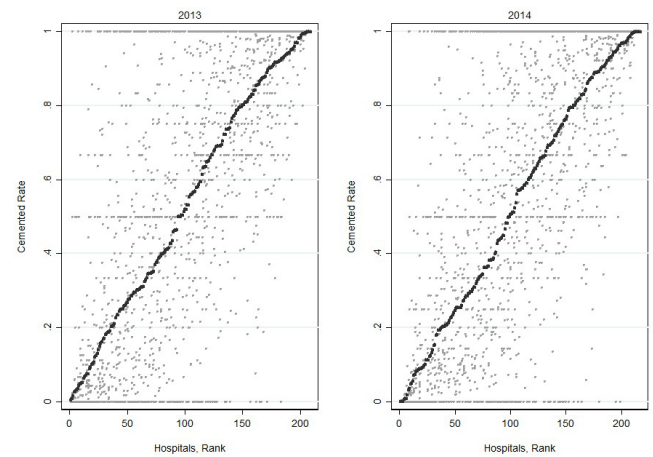 2013
Cemented Rate
1
.8
.6
.4
.2
0
0 50 100 150 200
Hospitals, Rank
2014
Cemented Rate
1
.8
.6
.4
.2
0
0 50 100 150 200
Hospitals, Rank